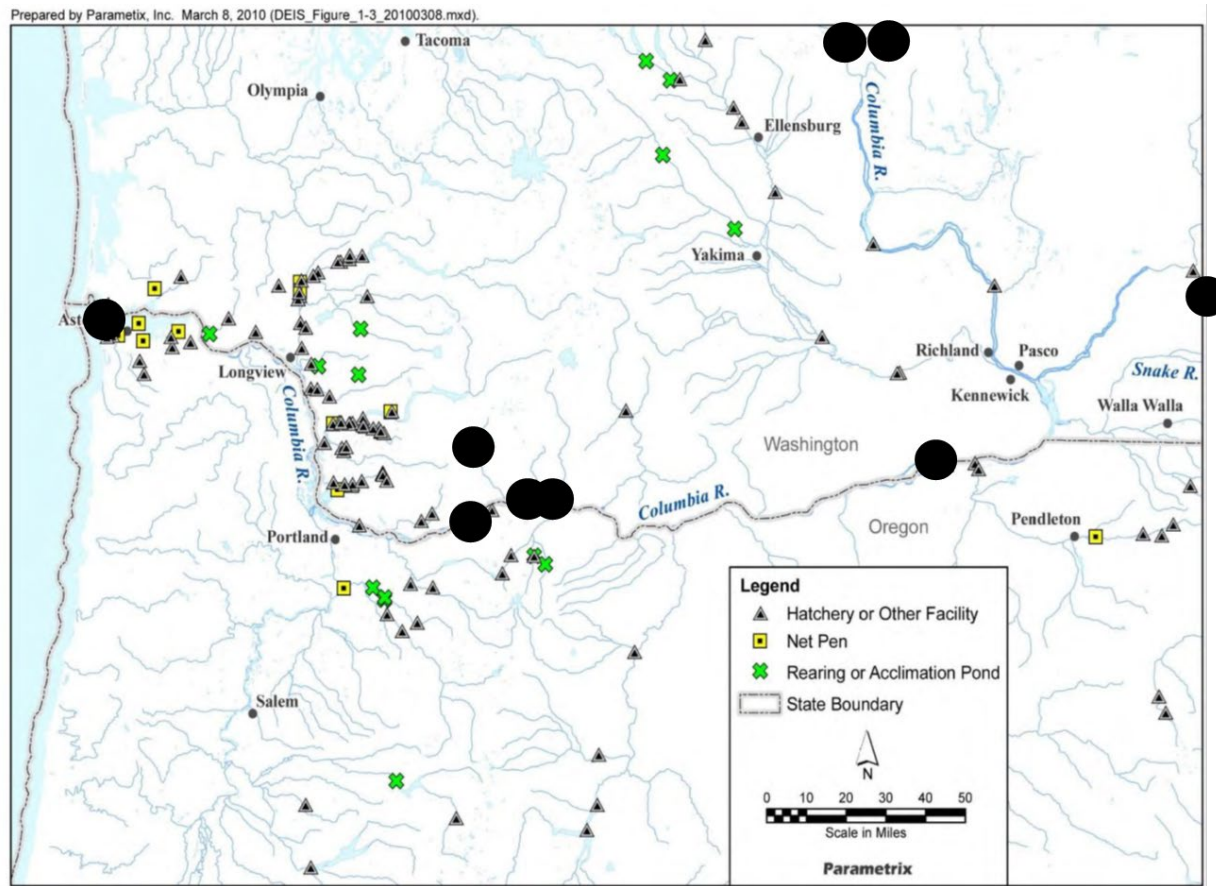 Prepared by Parametix, Inc. March 8, 2010 (DEIS_Figure_1-3_20100308.mxd).
Tacoma
Olympia
Columbia R.
Ellensburg
Yakima
Ast
Longview
Richland
Pasco
Kennewick
Snake R.
Walla Walla
Columbia R.
Washington
Columbia R.
Oregon
Portland
Pendleton
Salem
Legend
Hatchery or Other Facility
Net Pen
Rearing or Acclimation Pond
State Boundary
N
0 10 20 30 40 50
Scale in Miles
Parametrix